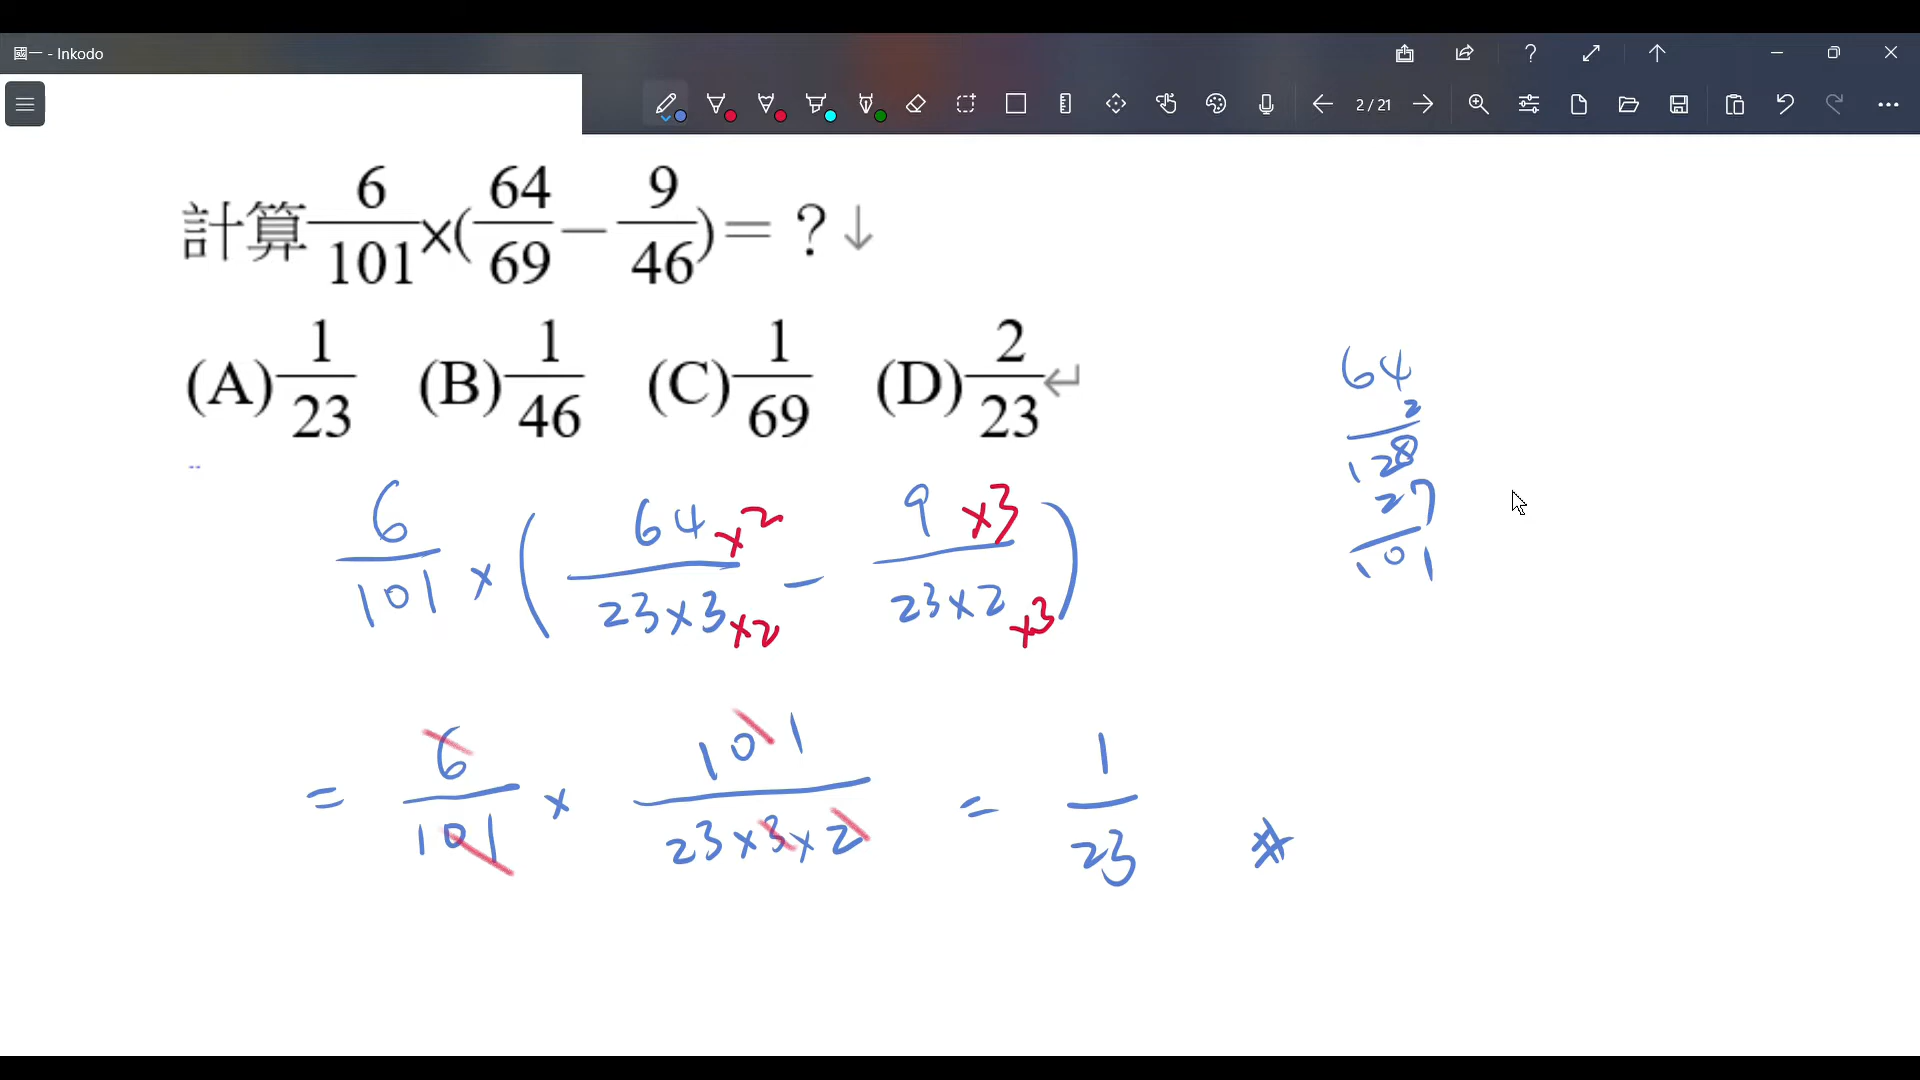 國一 - Inkodo
2 / 21
計算 6/101 ×( 64/69 − 9/46 )＝？↓
(A) 1/23 (B) 1/46 (C) 1/69 (D) 2/23 ↵
6/101 × ( 64×2 / 23×3×2 − 9×3 / 23×2×3 )
= 6/101 × 101 / 23×3×2 = 1/23 #
64
2
128
27
101